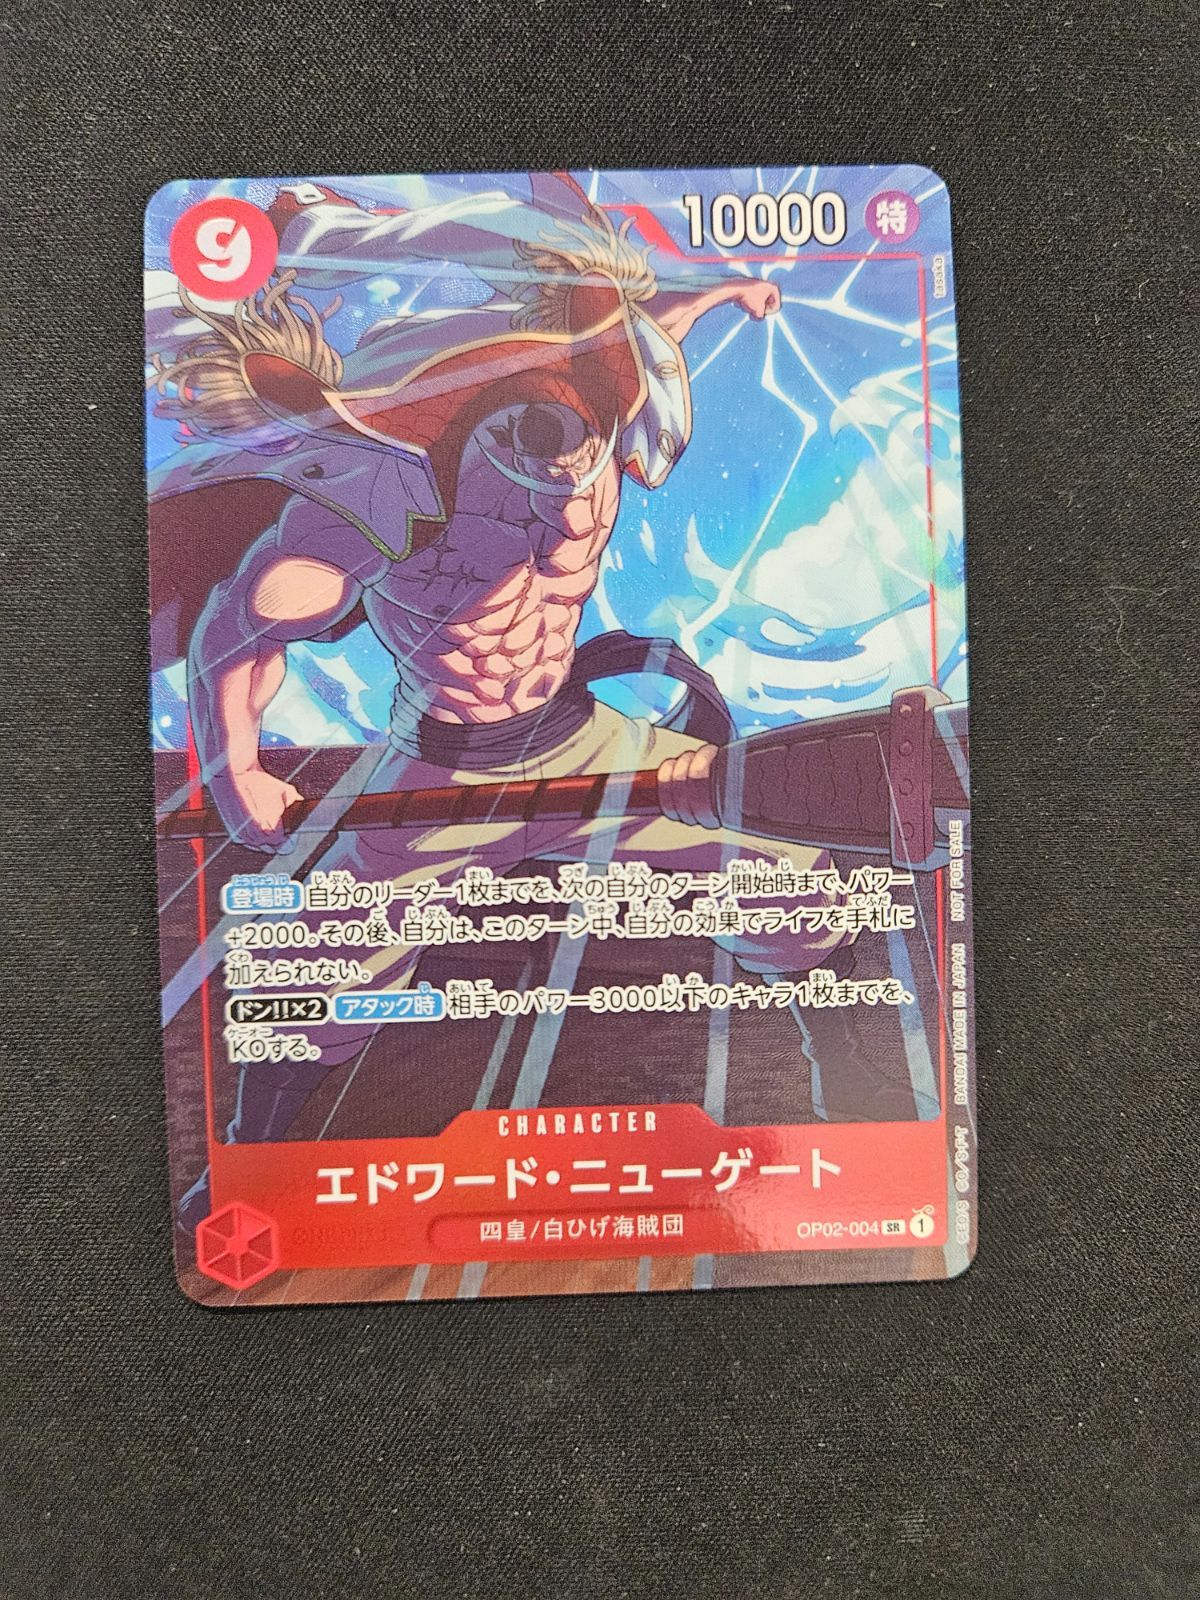 9
10000 特
tasaka
登場時 自分のリーダー1枚までを、次の自分のターン開始時まで、パワー
+2000。その後、自分は、このターン中、自分の効果でライフを手札に
加えられない。
ドン!!×2 アタック時 相手のパワー3000以下のキャラ1枚までを、
KOする。
BANDAI MADE IN JAPAN NOT FOR SALE
CHARACTER
エドワード・ニューゲート
四皇/白ひげ海賊団
OP02-004 SR 1